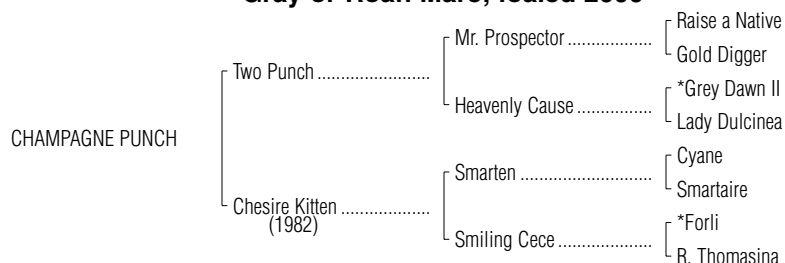 Gray or Roan Mare; foaled
Raise a Native
Mr. Prospector
Gold Digger
Two Punch
*Grey Dawn II
Heavenly Cause
Lady Dulcinea
CHAMPAGNE PUNCH
Cyane
Smarten
Smartaire
Chesire Kitten
(1982)
*Forli
Smiling Cece
R. Thomasina